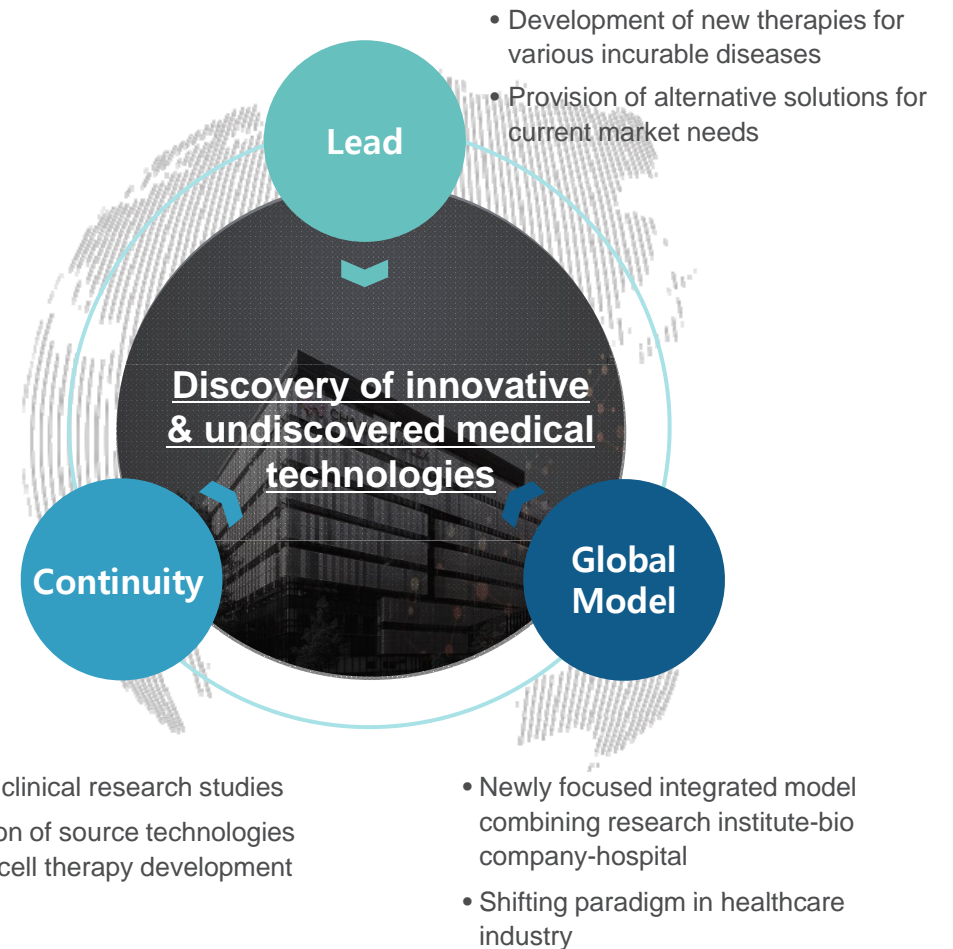 • Development of new therapies for
various incurable diseases
• Provision of alternative solutions for
current market needs
Lead
Discovery of innovative
& undiscovered medical
technologies
Continuity
Global
Model
clinical research studies
of source technologies
cell therapy development
• Newly focused integrated model
combining research institute-bio
company-hospital
• Shifting paradigm in healthcare
industry